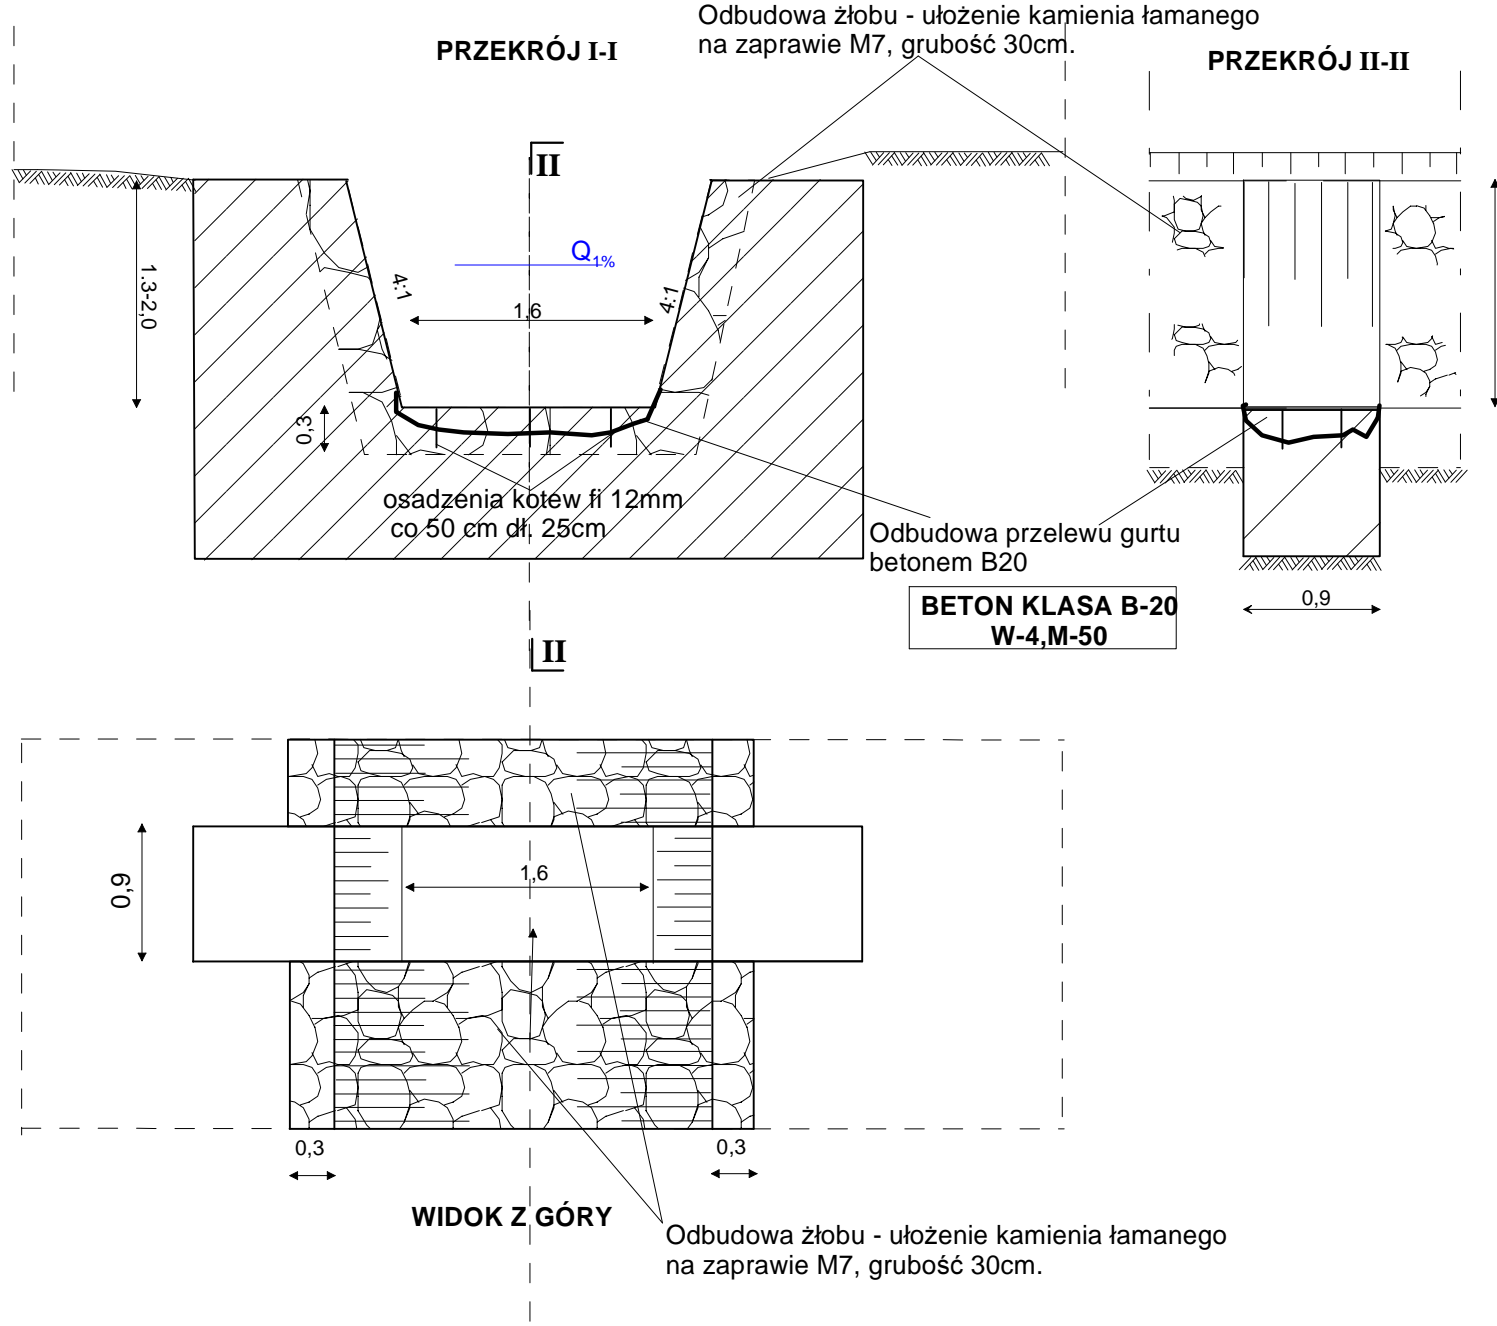 Odbudowa żłobu - ułożenie kamienia łamanego
na zaprawie M7, grubość 30cm.
PRZEKRÓJ I-I
PRZEKRÓJ II-II
II
Q1%
1.3-2,0
4:1
4:1
1,6
0,3
osadzenia kotew fi 12mm
co 50 cm dł. 25cm
Odbudowa przelewu gurtu
betonem B20
BETON KLASA B-20
W-4,M-50
0,9
II
0,9
1,6
0,3
0,3
WIDOK Z GÓRY
Odbudowa żłobu - ułożenie kamienia łamanego
na zaprawie M7, grubość 30cm.